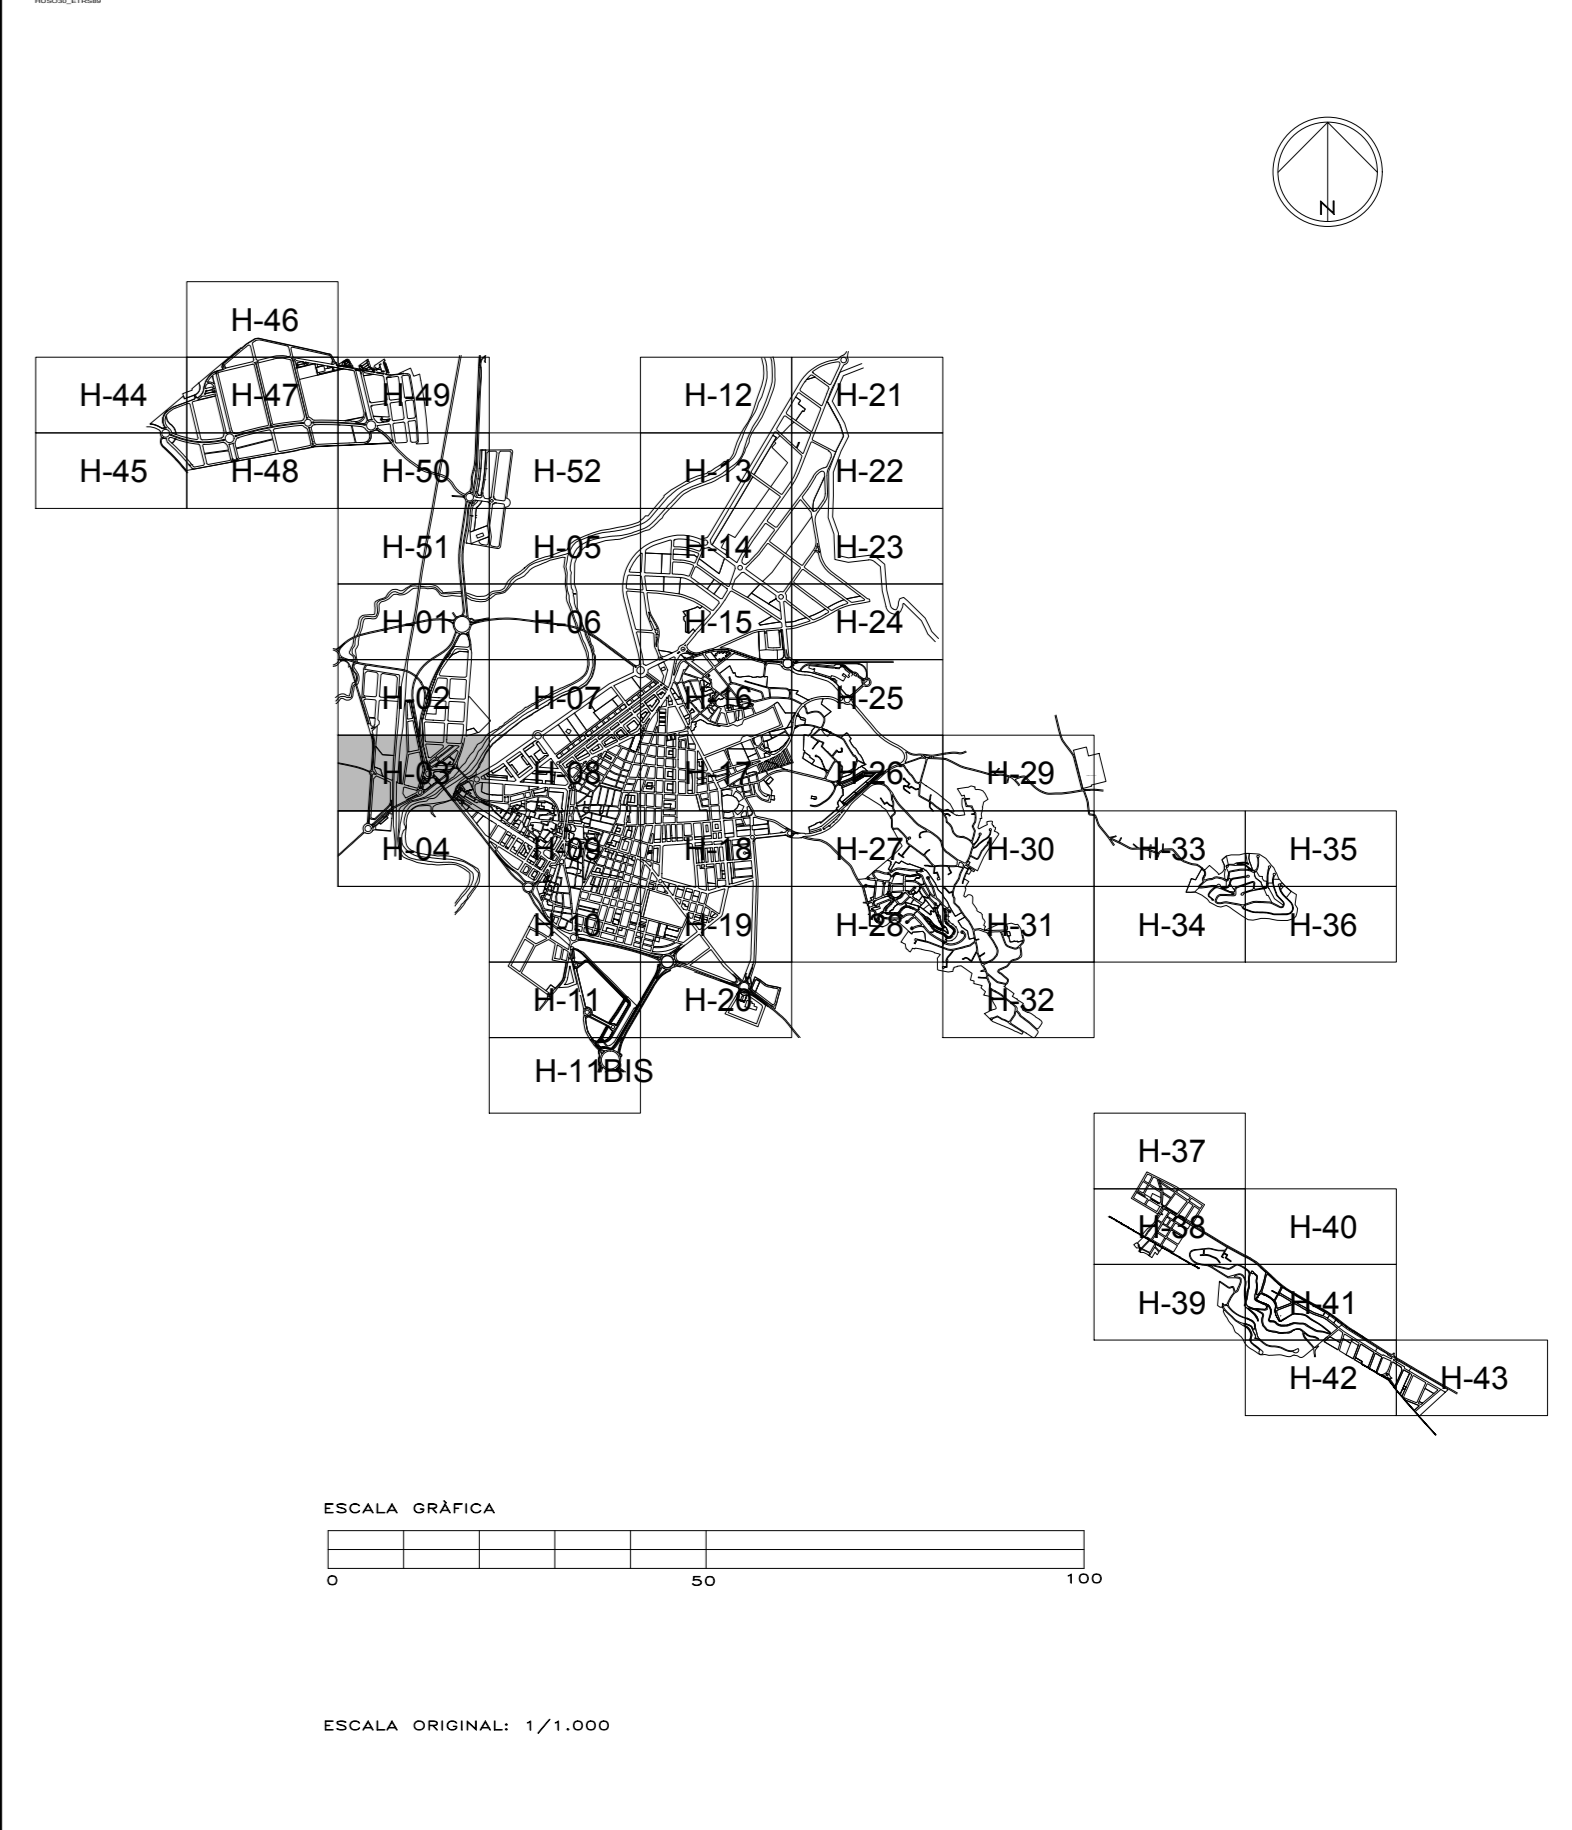 N
H-46
H-44 H-47 H-49 H-12 H-21
H-45 H-48 H-50 H-52 H-13 H-22
H-51 H-05 H-14 H-23
H-01 H-06 H-15 H-24
H-02 H-07 H-16 H-25
H-03 H-08 H-17 H-26 H-29
H-04 H-09 H-18 H-27 H-30 H-33 H-35
H-10 H-19 H-28 H-31 H-34 H-36
H-11 H-20 H-32
H-11BIS
H-37
H-38 H-40
H-39 H-41
H-42 H-43
ESCALA GRÀFICA
0 50 100
ESCALA ORIGINAL: 1/1.000